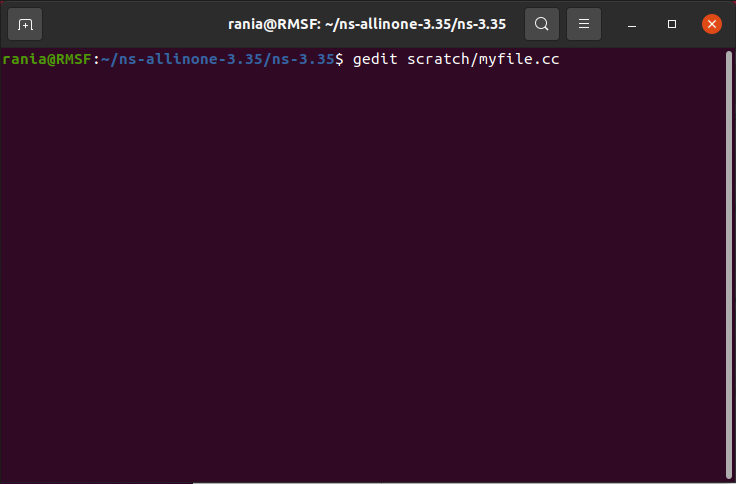 rania@RMSF: ~/ns-allinone-3.35/ns-3.35
rania@RMSF:~/ns-allinone-3.35/ns-3.35$ gedit scratch/myfile.cc